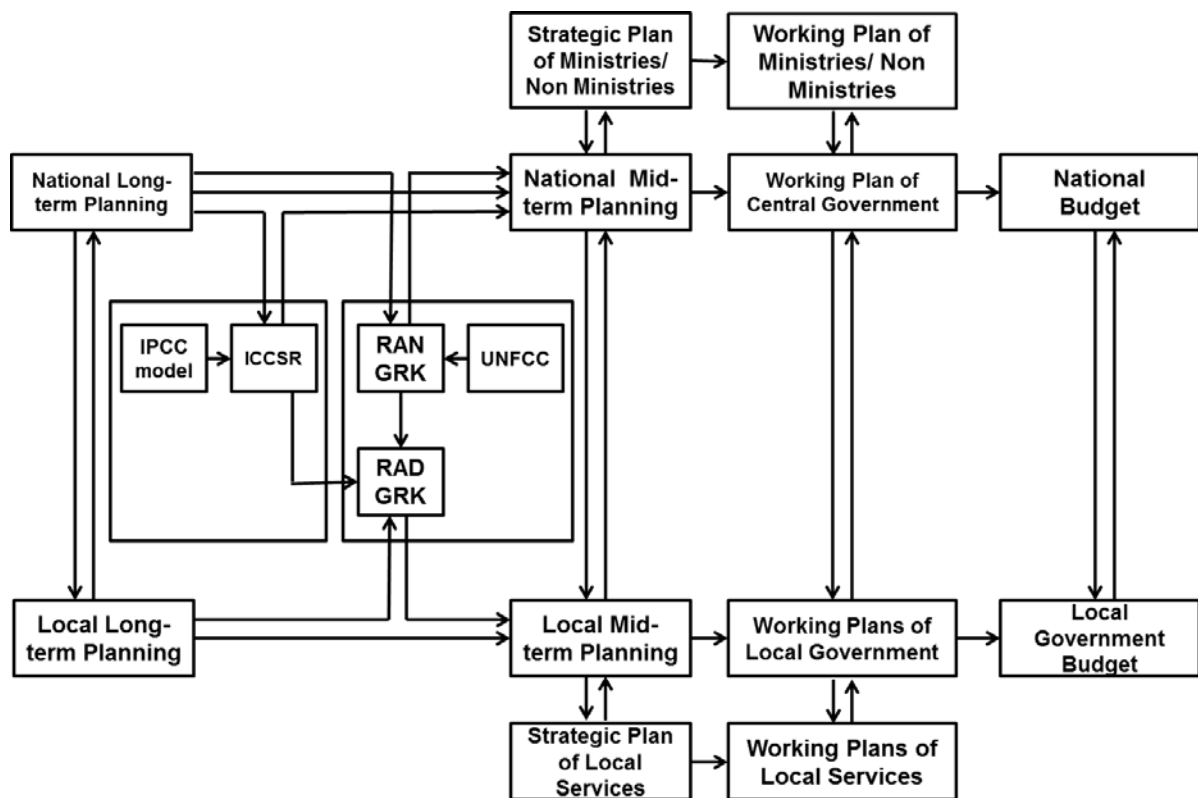 Strategic Plan
of Ministries/
Non Ministries
Working Plan of
Ministries/ Non
Ministries
National Long-
term Planning
National Mid-
term Planning
Working Plan of
Central Government
National
Budget
IPCC
model
ICCSR
RAN
GRK
UNFCC
RAD
GRK
Local Long-
term Planning
Local Mid-
term Planning
Working Plans of
Local Government
Local
Government
Budget
Strategic Plan
of Local
Services
Working Plans of
Local Services